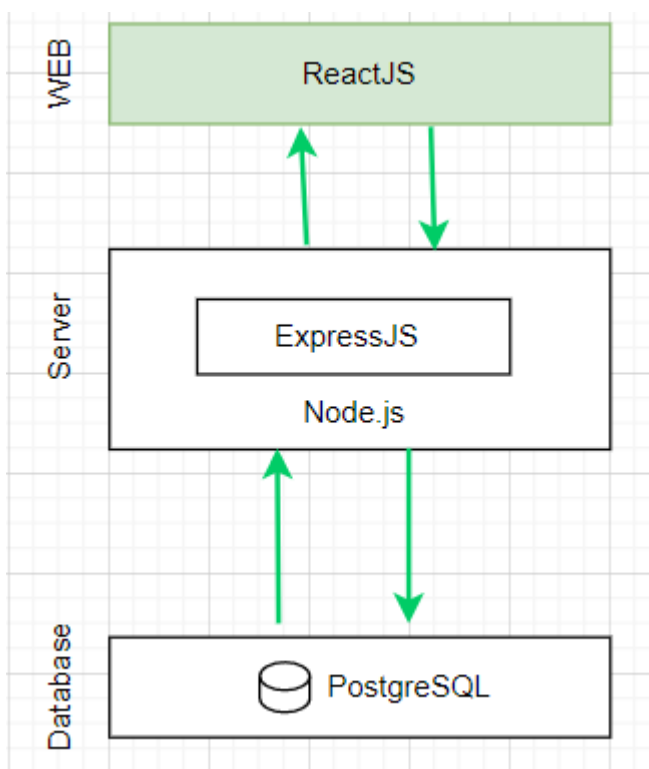 WEB
ReactJS
Server
ExpressJS
Node.js
Database
PostgreSQL